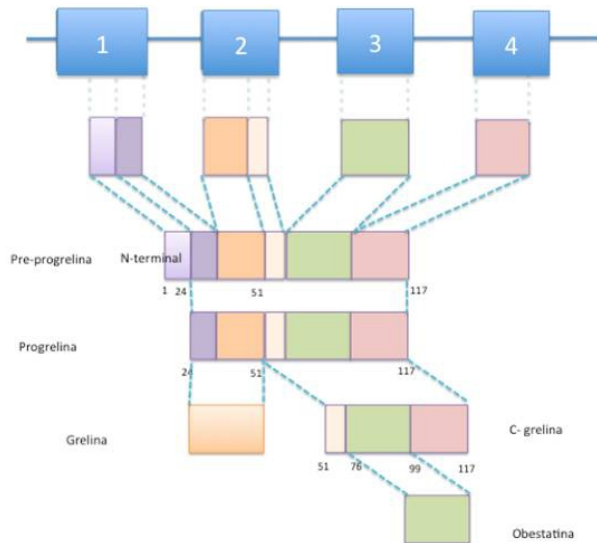 1 2 3 4
Pre-progrelina N-terminal
1 24 51 117
Progrelina
24 51 117
Grelina C- grelina
51 76 99 117
Obestatina